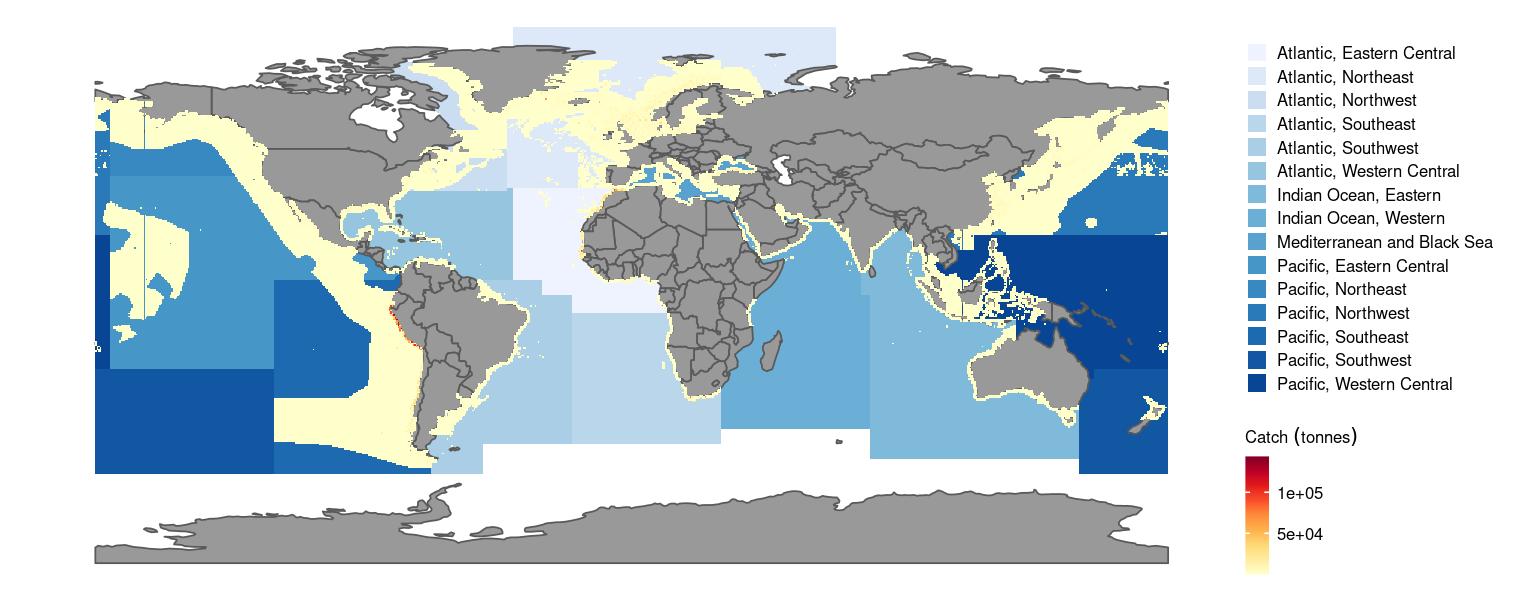 Atlantic, Eastern Central
Atlantic, Northeast
Atlantic, Northwest
Atlantic, Southeast
Atlantic, Southwest
Atlantic, Western Central
Indian Ocean, Eastern
Indian Ocean, Western
Mediterranean and Black Sea
Pacific, Eastern Central
Pacific, Northeast
Pacific, Northwest
Pacific, Southeast
Pacific, Southwest
Pacific, Western Central
Catch (tonnes)
1e+05
5e+04